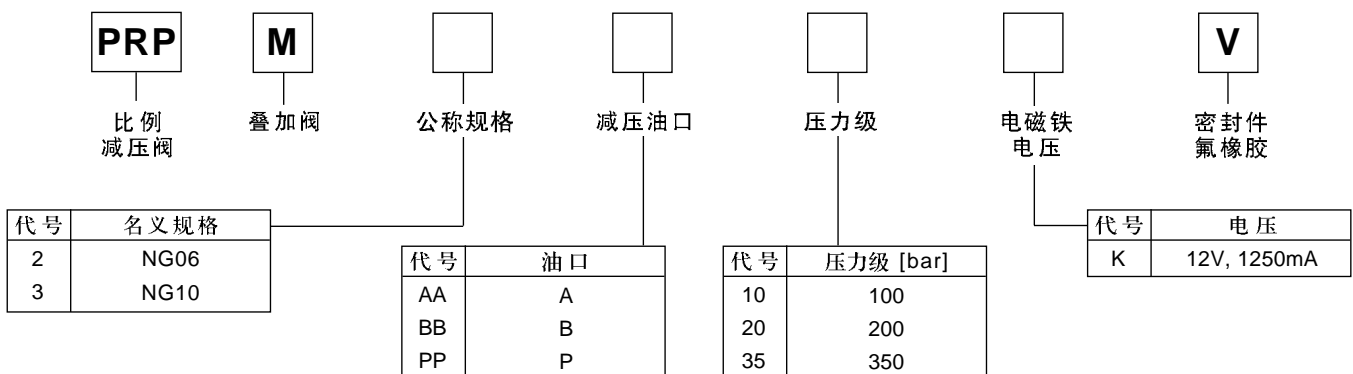 PRP M V
比例
减压阀
叠加阀
公称规格
减压油口
压力级
电磁铁
电压
密封件
氟橡胶
代号 名义规格
2 NG06
3 NG10
代号 油口
AA A
BB B
PP P
代号 压力级 [bar]
10 100
20 200
35 350
代号 电压
K 12V, 1250mA